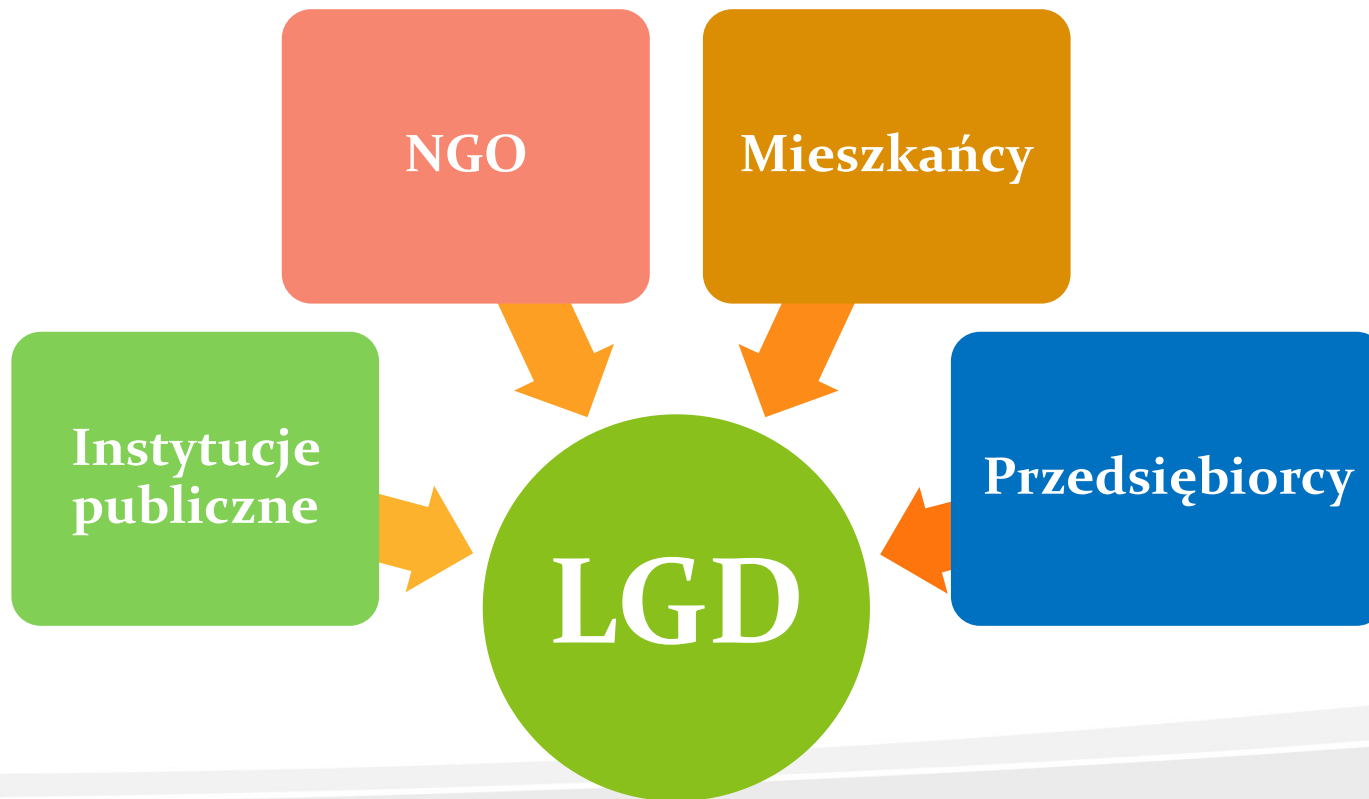 NGO
Mieszkańcy
Instytucje
publiczne
Przedsiębiorcy
LGD